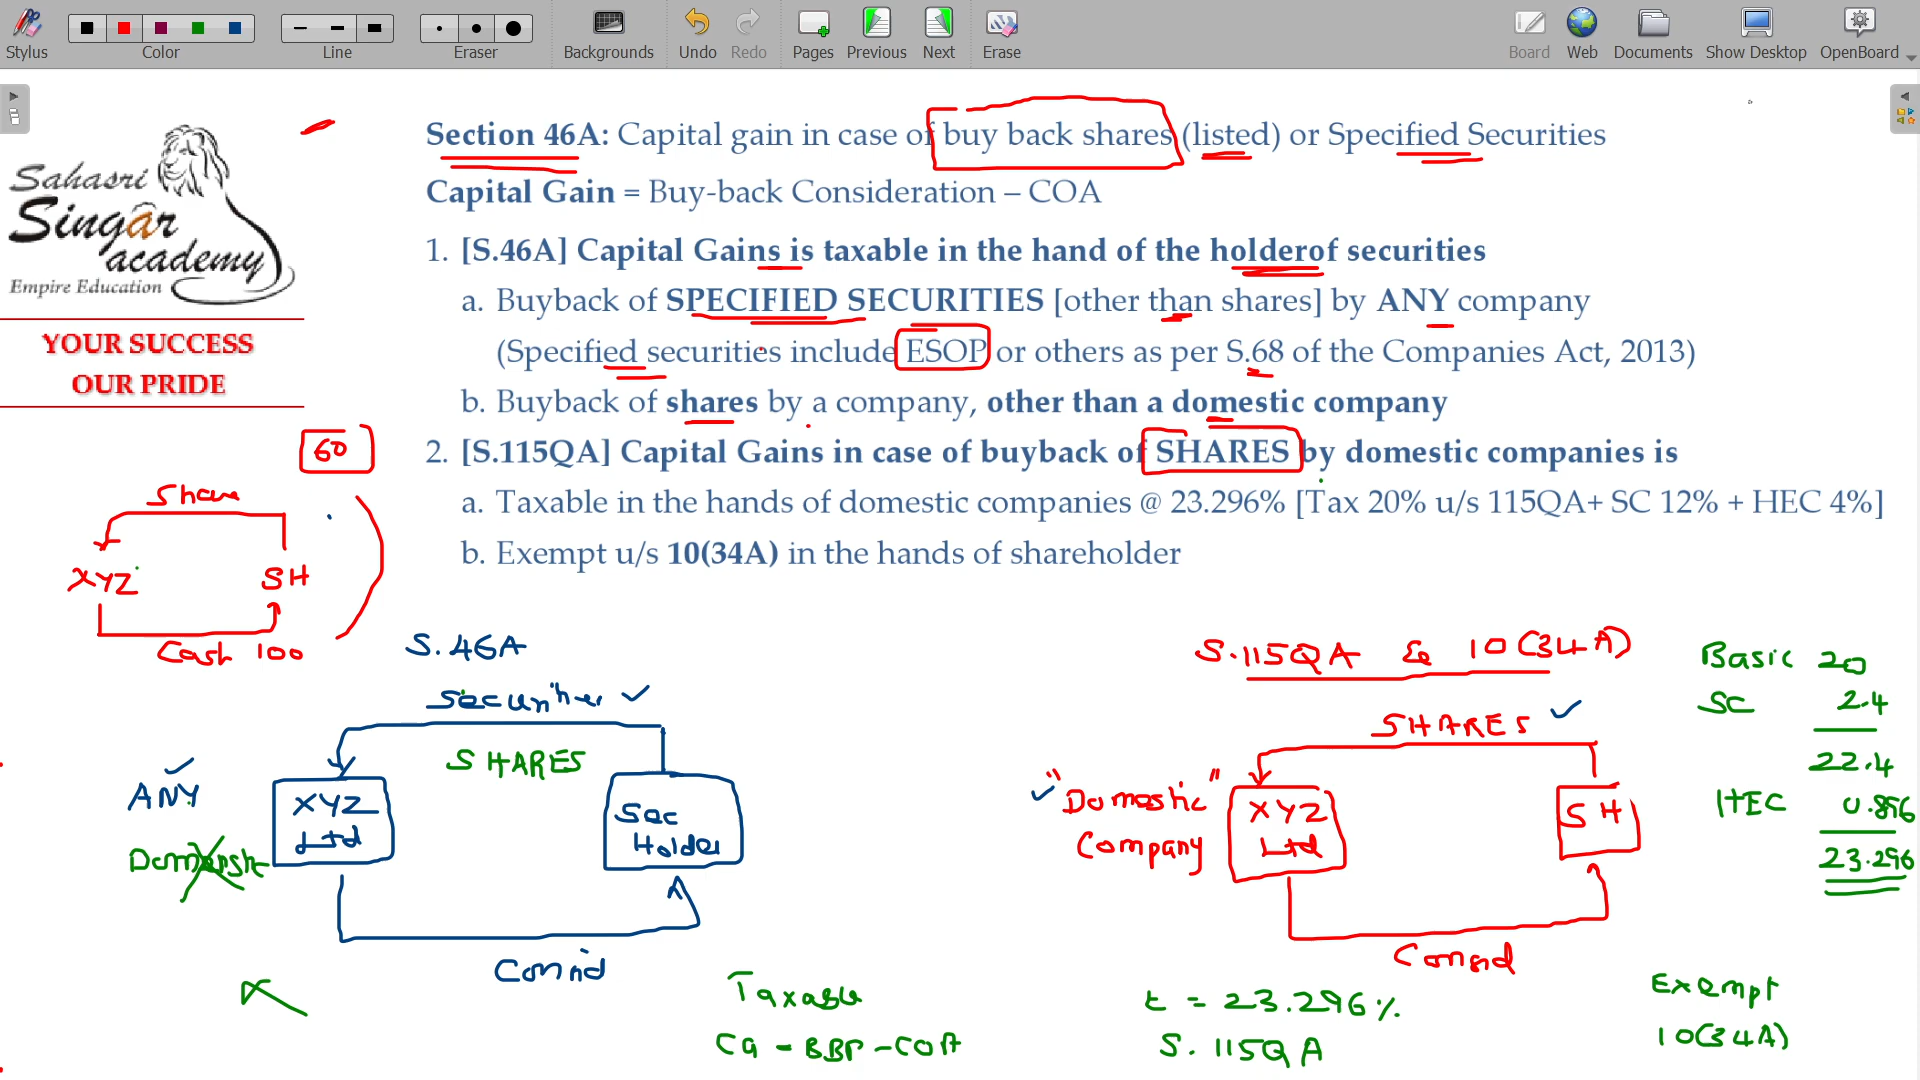 Stylus
Color
Line
Eraser
Backgrounds
Undo
Redo
Pages
Previous
Next
Erase
Board
Web
Documents
Show Desktop
OpenBoard
Sahasri
Singar
academy
Empire Education
YOUR SUCCESS
OUR PRIDE
Section 46A: Capital gain in case of buy back shares (listed) or Specified Securities
Capital Gain = Buy-back Consideration – COA
1. [S.46A] Capital Gains is taxable in the hand of the holderof securities
a. Buyback of SPECIFIED SECURITIES [other than shares] by ANY company
(Specified securities include ESOP or others as per S.68 of the Companies Act, 2013)
b. Buyback of shares by a company, other than a domestic company
2. [S.115QA] Capital Gains in case of buyback of SHARES by domestic companies is
a. Taxable in the hands of domestic companies @ 23.296% [Tax 20% u/s 115QA+ SC 12% + HEC 4%]
b. Exempt u/s 10(34A) in the hands of shareholder
60
Share
XYZ SH
Cash 100
S.46A
Securities
SHARES
ANY
Domestic
XYZ
Ltd
Sec
Holder
Consid
Taxable
CG = BBP - COA
S.115QA & 10(34A)
SHARES
"Domestic"
Company
XYZ
Ltd
SH
Consid
t = 23.296%
S. 115QA
Exempt
10(34A)
Basic 20
SC 2.4
22.4
HEC 0.896
23.296